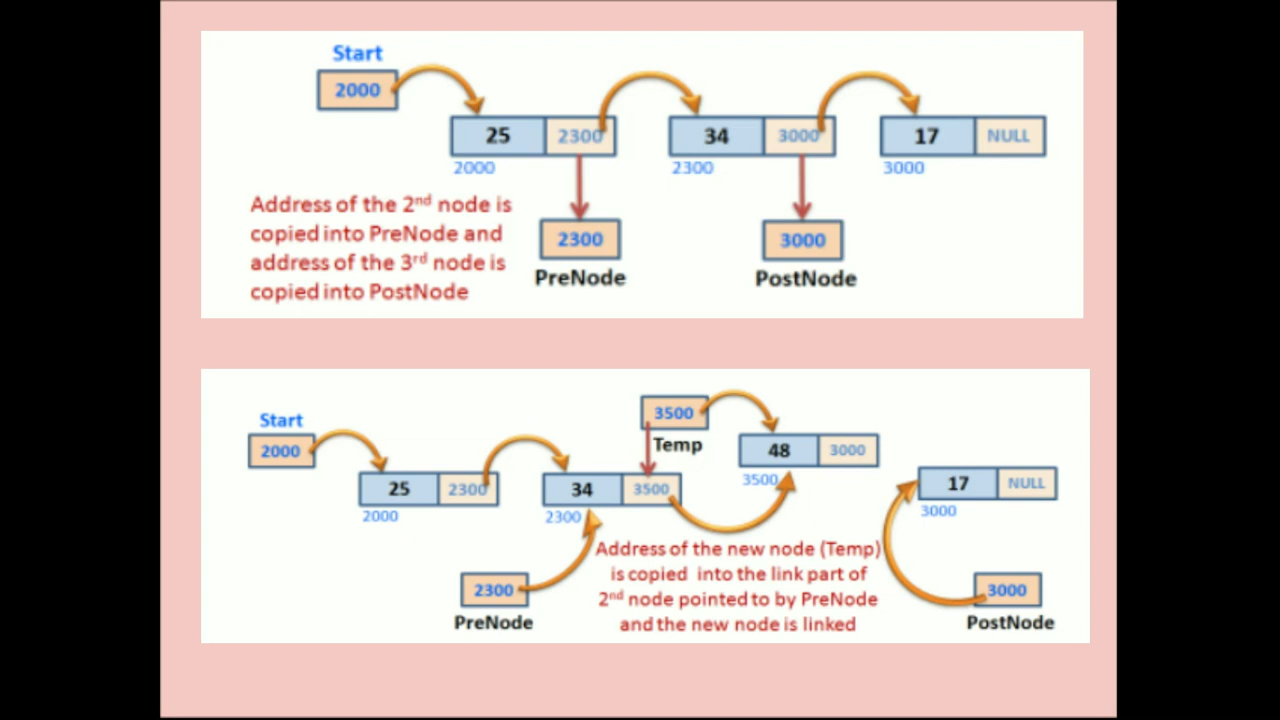 Start
2000
25 2300 34 3000 17 NULL
2000 2300 3000
Address of the 2nd node is
copied into PreNode and
address of the 3rd node is
copied into PostNode
2300 3000
PreNode PostNode
Start
2000
3500
Temp
48 3000
3500
25 2300 34 3500 17 NULL
2000 2300 3000
Address of the new node (Temp)
is copied into the link part of
2nd node pointed to by PreNode
and the new node is linked
2300 3000
PreNode PostNode